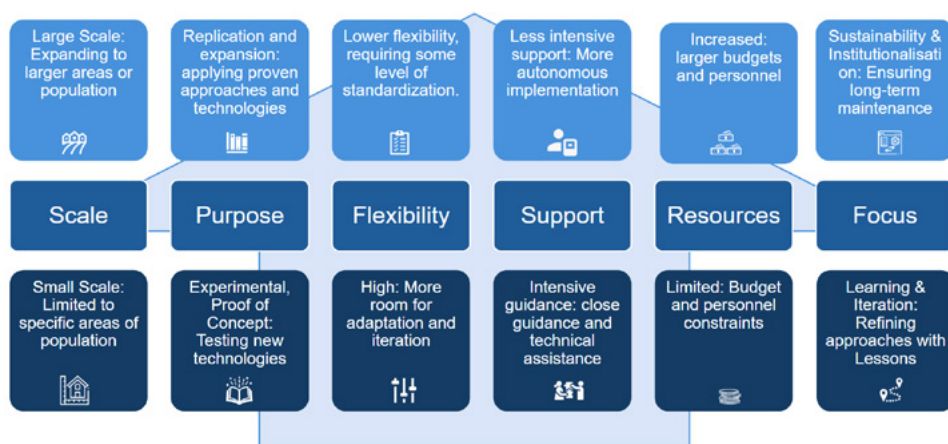 Large Scale:
Expanding to
larger areas or
population
Replication and
expansion:
applying proven
approaches and
technologies
Lower flexibility,
requiring some
level of
standardization.
Less intensive
support: More
autonomous
implementation
Increased:
larger budgets
and personnel
Sustainability &
Institutionalisati
on: Ensuring
long-term
maintenance
Scale
Purpose
Flexibility
Support
Resources
Focus
Small Scale:
Limited to
specific areas of
population
Experimental,
Proof of
Concept:
Testing new
technologies
High: More
room for
adaptation and
iteration
Intensive
guidance: close
guidance and
technical
assistance
Limited: Budget
and personnel
constraints
Learning &
Iteration:
Refining
approaches with
Lessons